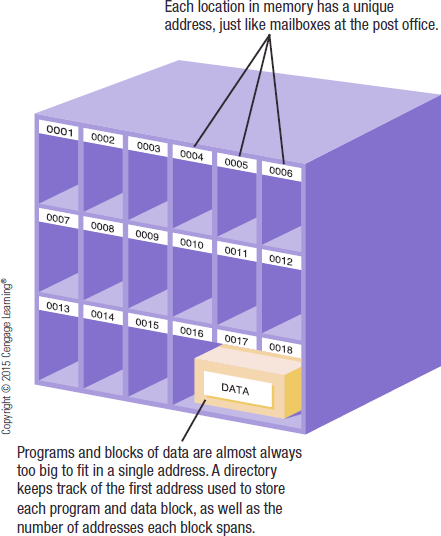 Each location in memory has a unique
address, just like mailboxes at the post office.
0001
0002
0003
0004
0005
0006
0007
0008
0009
0010
0011
0012
0013
0014
0015
0016
0017
0018
DATA
Copyright © 2015 Cengage Learning®
Programs and blocks of data are almost always
too big to fit in a single address. A directory
keeps track of the first address used to store
each program and data block, as well as the
number of addresses each block spans.